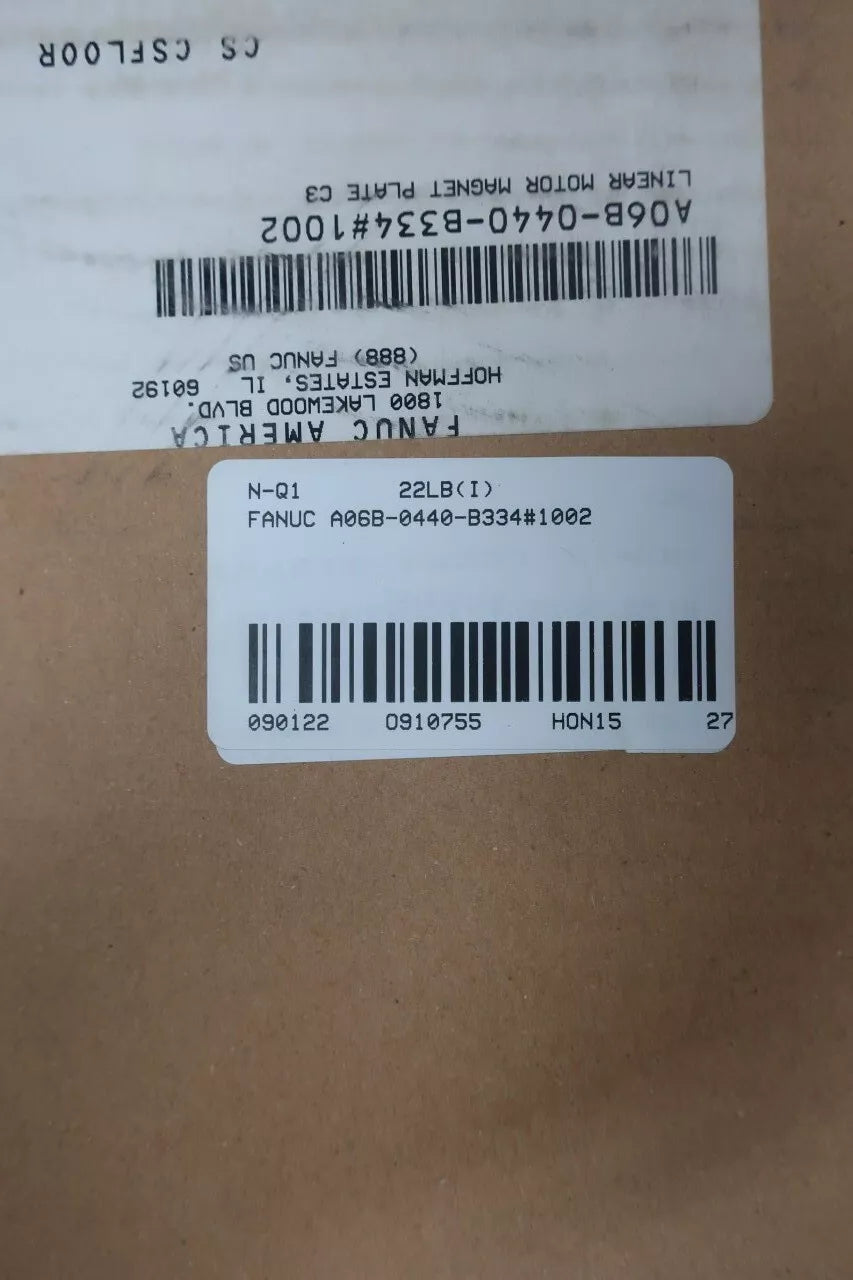 FANUC AMERICA
1800 LAKEWOOD BLVD.
HOFFMAN ESTATES, IL 60192
(888) FANUC US
A06B-0440-B334#1002
LINEAR MOTOR MAGNET PLATE C3
CS CSFLOOR
N-Q1 22LB(I)
FANUC A06B-0440-B334#1002
090122 0910755 HON15 27